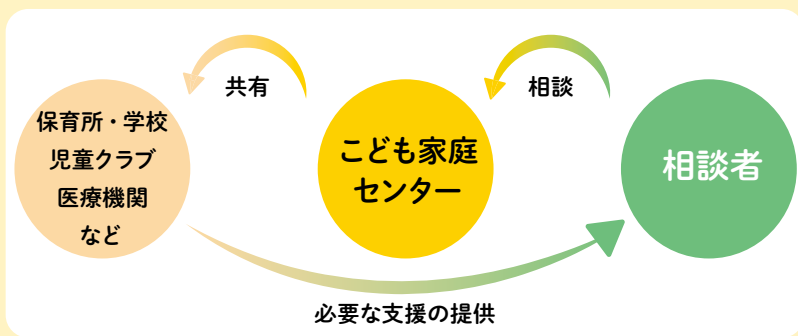 共有
相談
保育所・学校
児童クラブ
医療機関
など
こども家庭
センター
相談者
必要な支援の提供